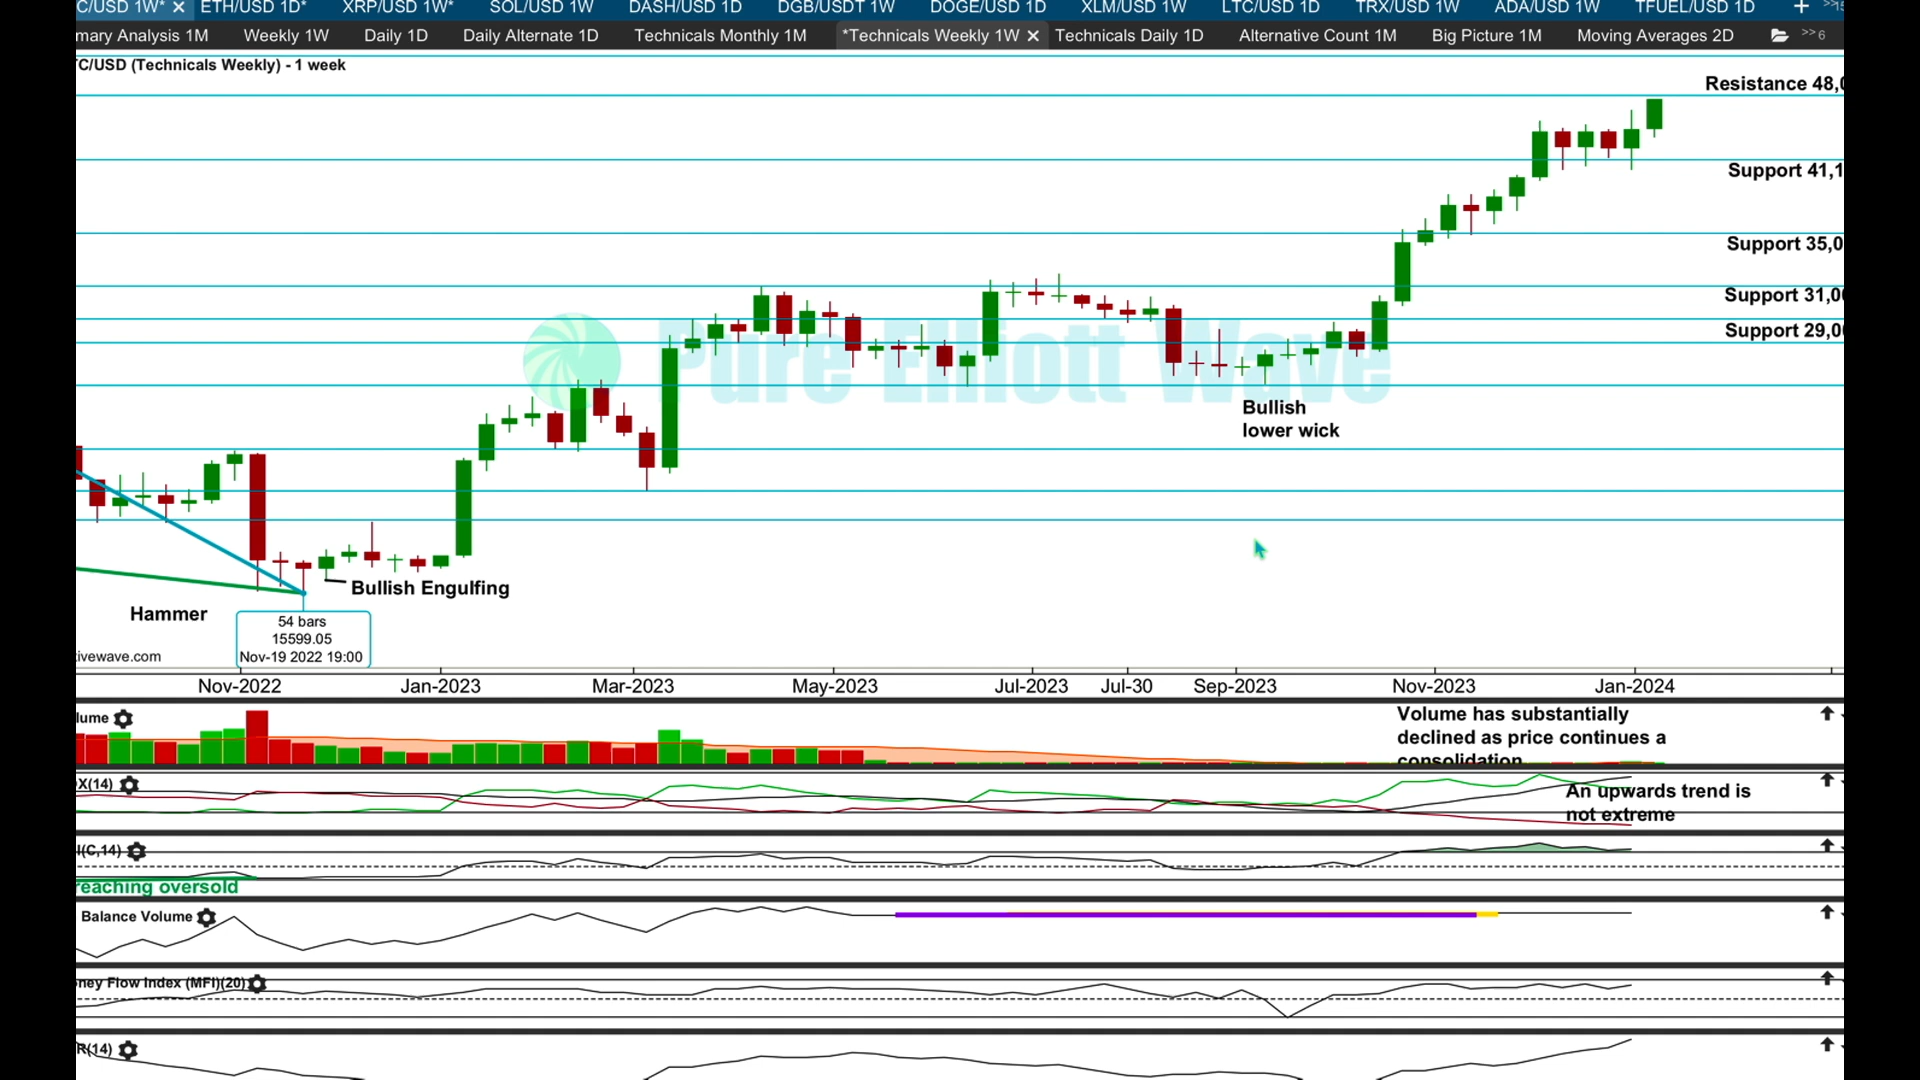 C/USD 1W* ETH/USD 1D* XRP/USD 1W* SOL/USD 1W DASH/USD 1D DGB/USDT 1W DOGE/USD 1D XLM/USD 1W LTC/USD 1D TRX/USD 1W ADA/USD 1W TFUEL/USD 1D
mary Analysis 1M Weekly 1W Daily 1D Daily Alternate 1D Technicals Monthly 1M *Technicals Weekly 1W Technicals Daily 1D Alternative Count 1M Big Picture 1M Moving Averages 2D >> 6
C/USD (Technicals Weekly) - 1 week
Resistance 48,0
Support 41,1
Support 35,0
Support 31,00
Support 29,00
Pure Elliott Wave
Bullish
lower wick
Bullish Engulfing
Hammer
54 bars
15599.05
Nov-19 2022 19:00
ivewave.com
Nov-2022 Jan-2023 Mar-2023 May-2023 Jul-2023 Jul-30 Sep-2023 Nov-2023 Jan-2024
lume
Volume has substantially
declined as price continues a
consolidation
X(14)
An upwards trend is
not extreme
I(C,14)
reaching oversold
Balance Volume
ney Flow Index (MFI)(20)
R(14)